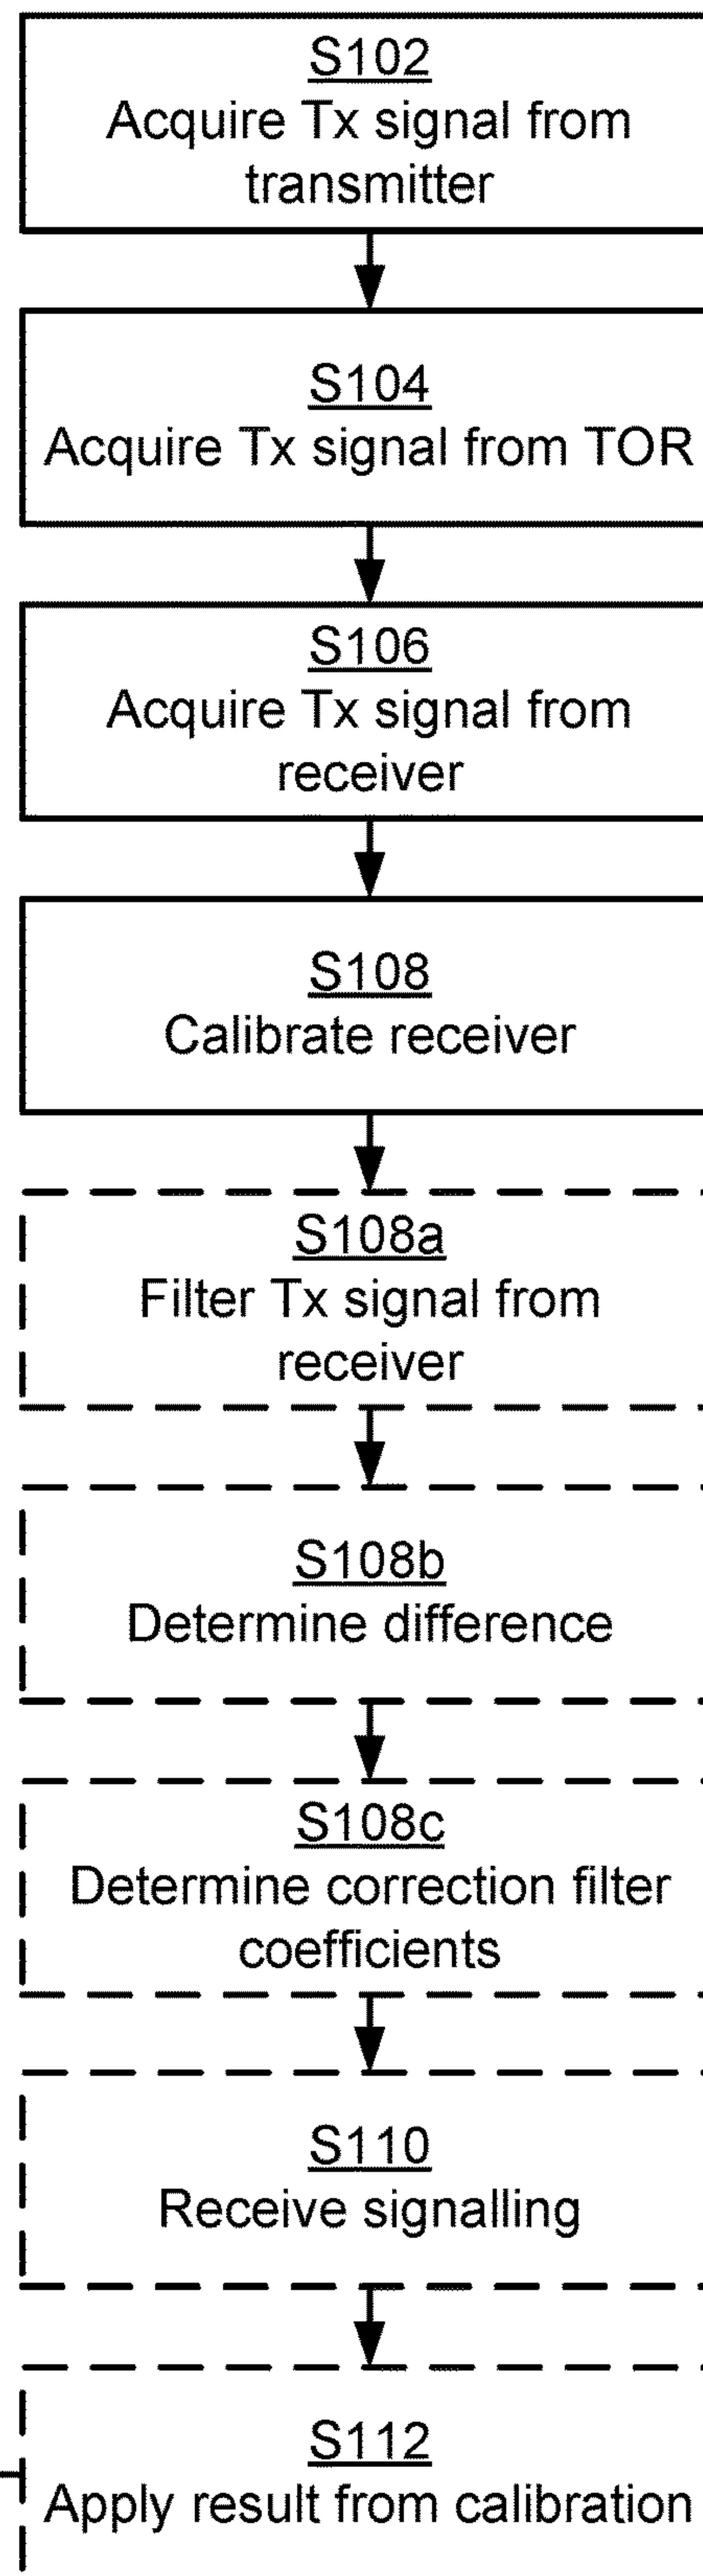 S102
Acquire Tx signal from
transmitter
S104
Acquire Tx signal from TOR
S106
Acquire Tx signal from
receiver
S108
Calibrate receiver
S108a
Filter Tx signal from
receiver
S108b
Determine difference
S108c
Determine correction filter
coefficients
S110
Receive signalling
S112
Apply result from calibration